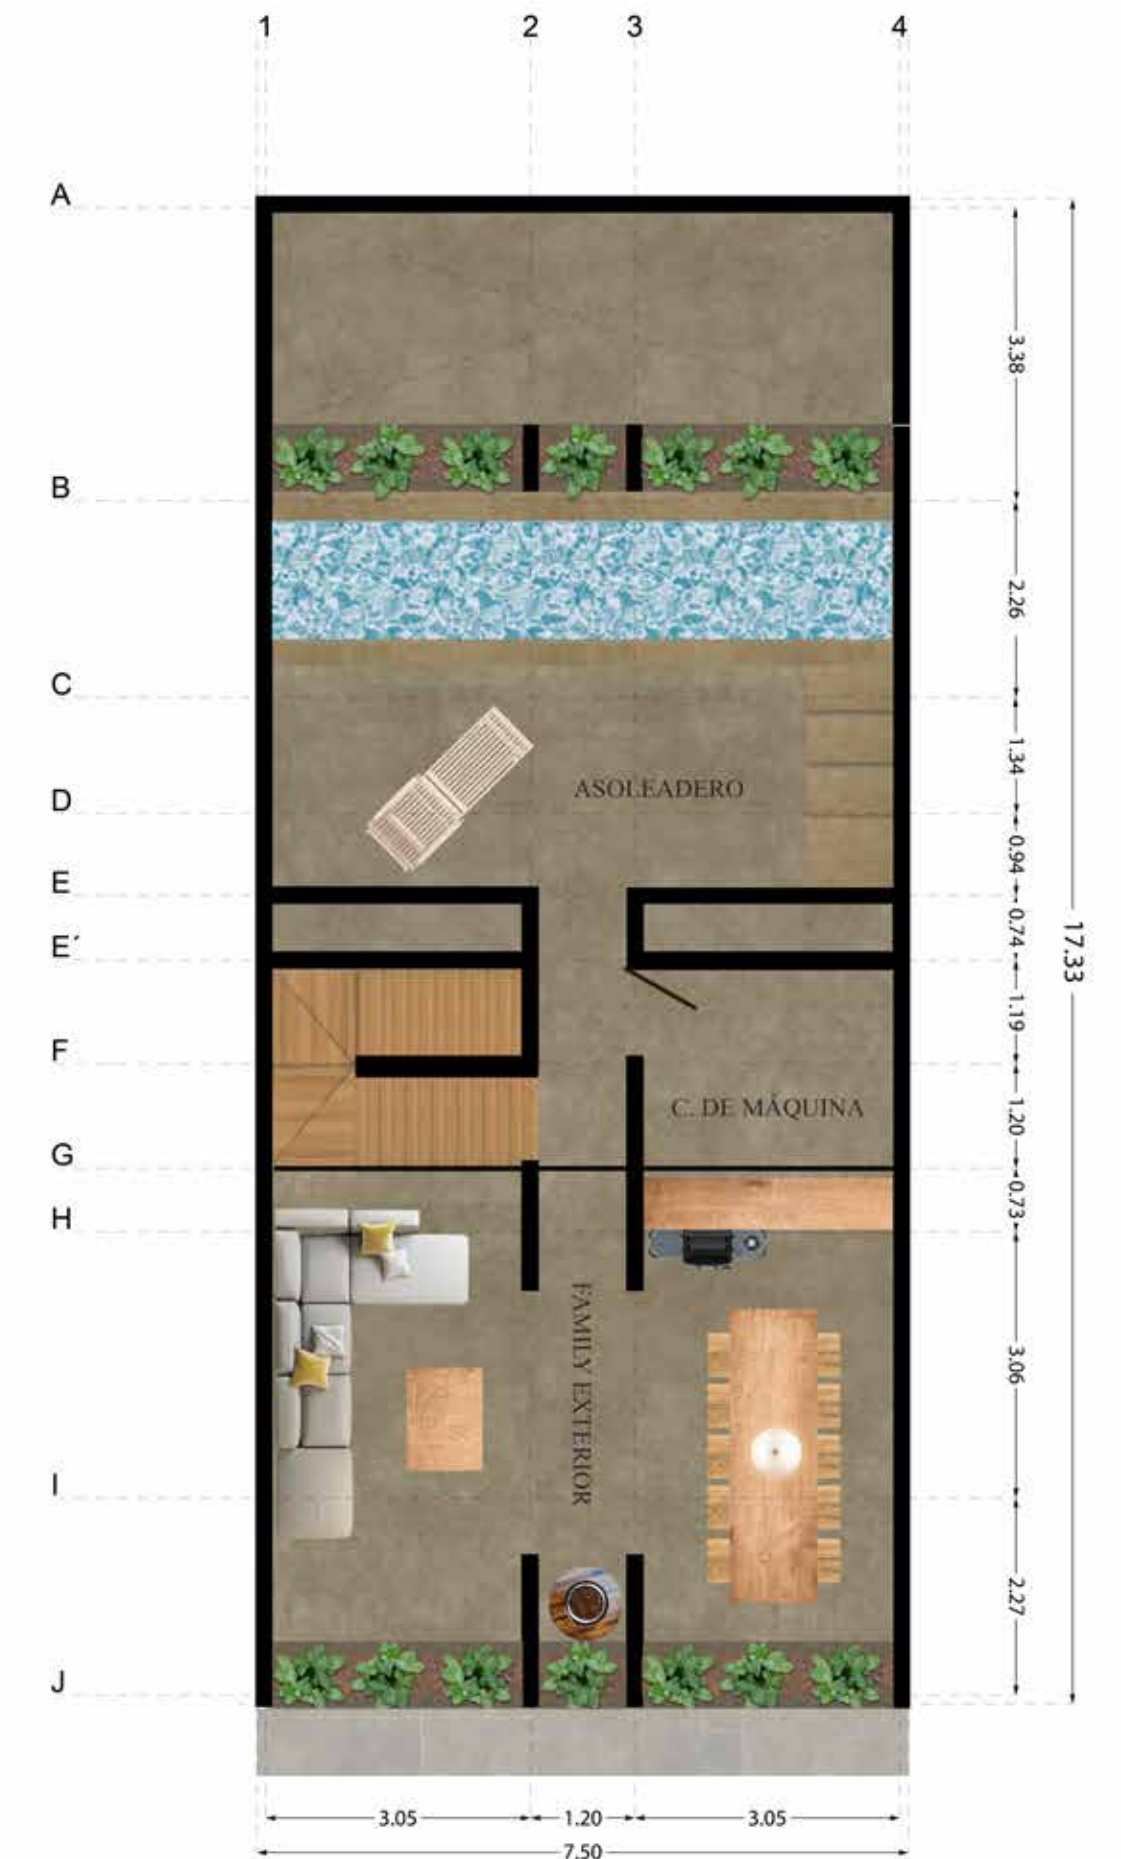 1 2 3 4
A
3.38
B
2.26
C
1.34
ASOLEADERO
D
0.94
E
0.74
E´
17.33
1.19
F
C. DE MÁQUINA
1.20
G
0.73
H
FAMILY EXTERIOR
3.06
I
2.27
J
3.05 1.20 3.05
7.50